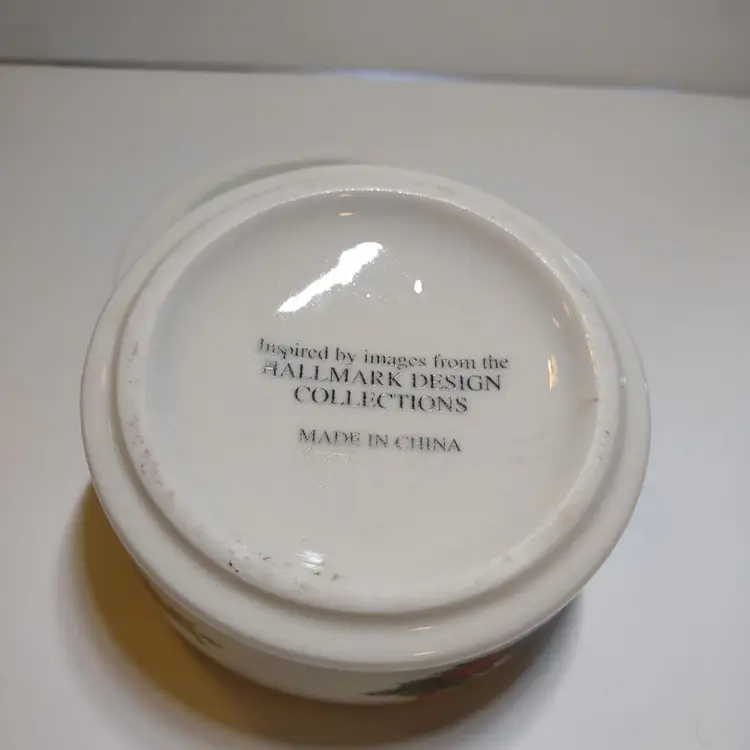 Inspired by images from the
HALLMARK DESIGN
COLLECTIONS
MADE IN CHINA